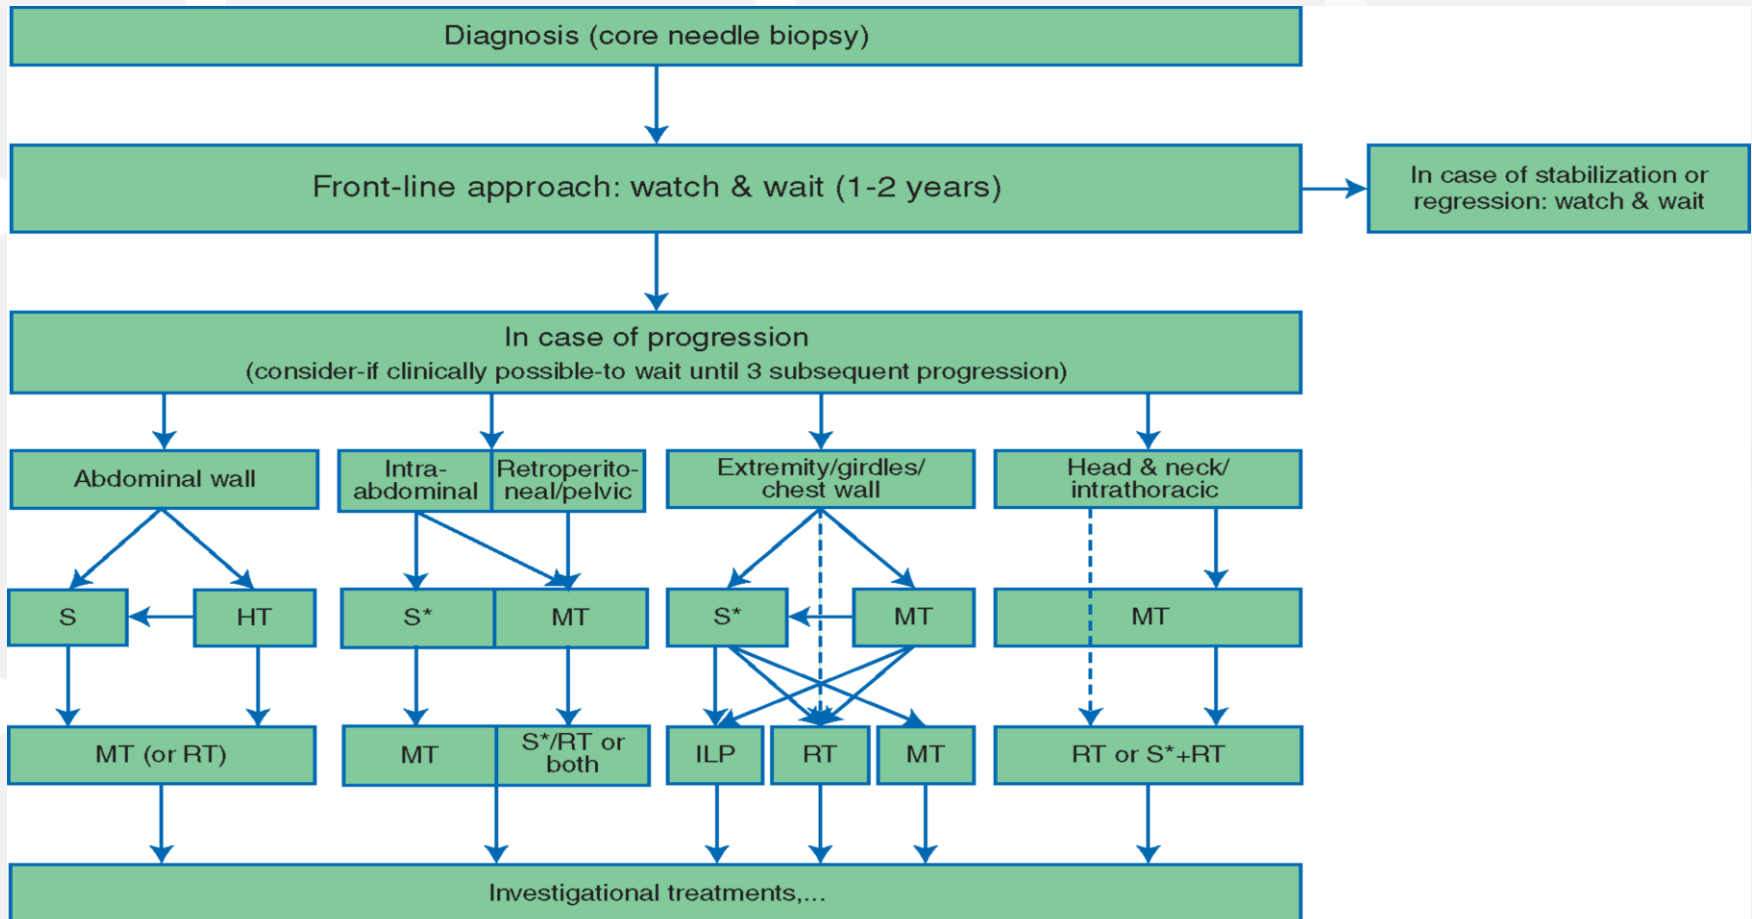 Diagnosis (core needle biopsy)
Front-line approach: watch & wait (1-2 years)
In case of stabilization or
regression: watch & wait
In case of progression
(consider-if clinically possible-to wait until 3 subsequent progression)
Abdominal wall
Intra-
abdominal
Retroperito-
neal/pelvic
Extremity/girdles/
chest wall
Head & neck/
intrathoracic
S
HT
S*
MT
S*
MT
MT
MT (or RT)
MT
S*/RT or
both
ILP
RT
MT
RT or S*+RT
Investigational treatments,...